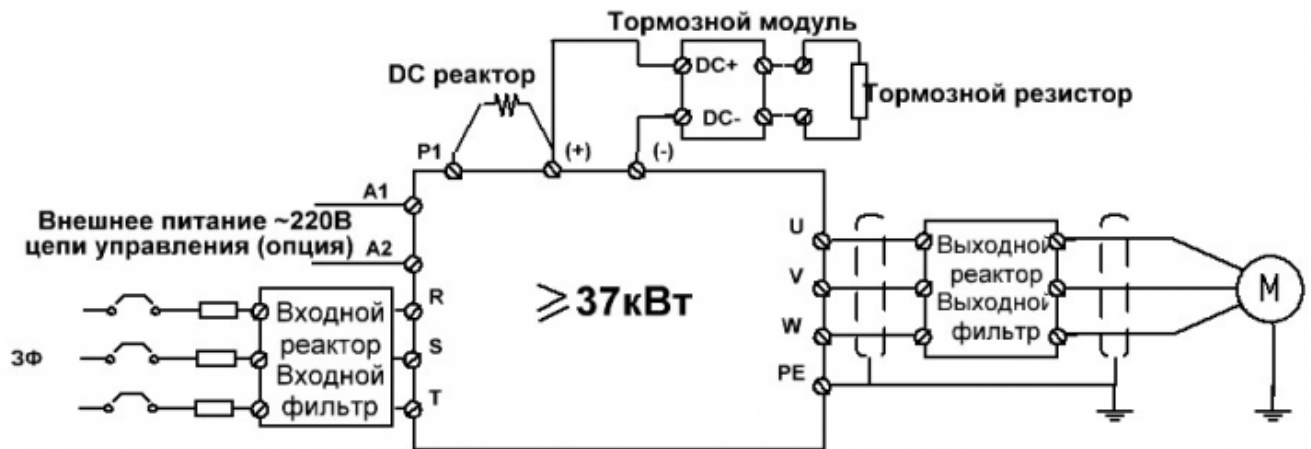 Тормозной модуль
DC реактор
DC+
DC-
Тормозной резистор
P1
(+)
(-)
A1
Внешнее питание ~220В
цепи управления (опция)
A2
R
S
T
3Ф
Входной
реактор
Входной
фильтр
≥37кВт
U
V
W
PE
Выходной
реактор
Выходной
фильтр
M